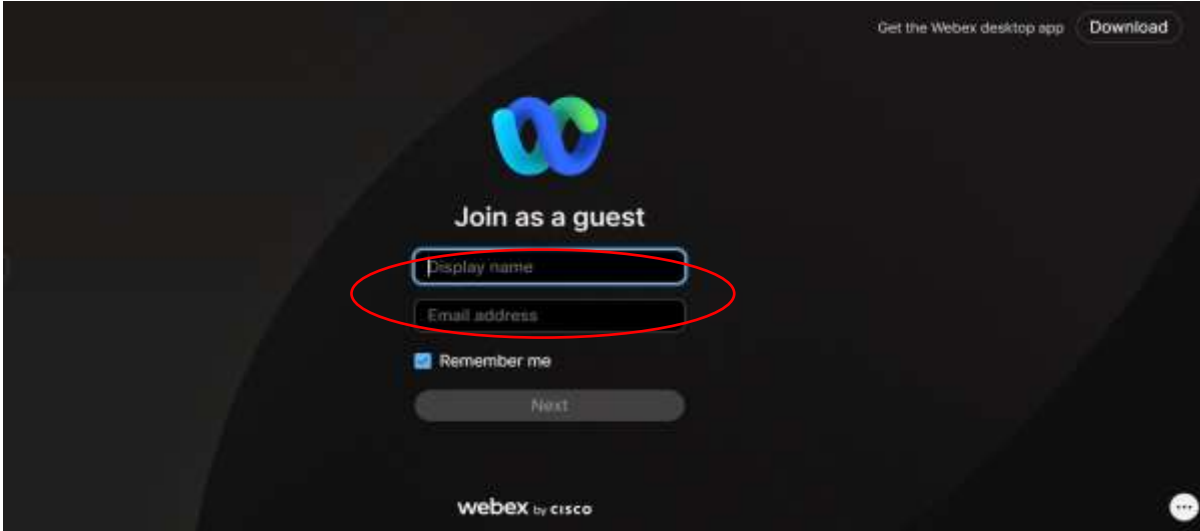 Get the Webex desktop app Download
Join as a guest
Display name
Email address
Remember me
Next
webex by CISCO